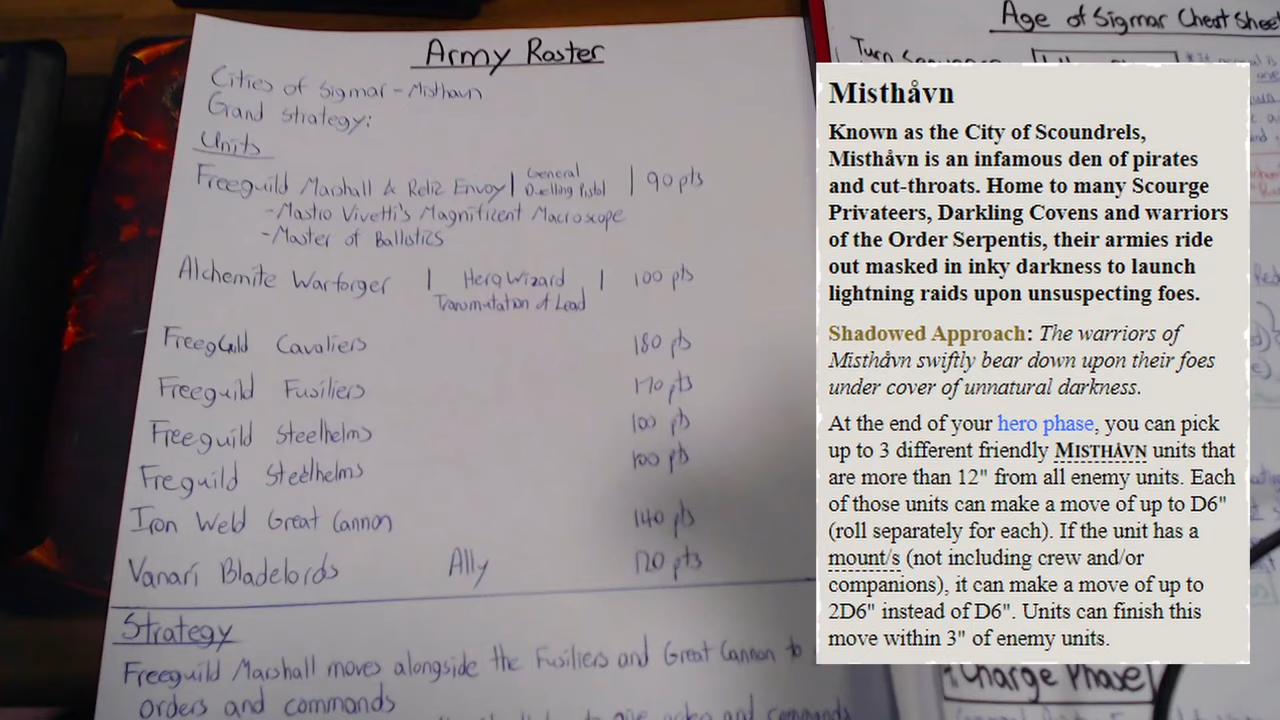 Army Roster
Cities of Sigmar - Misthavn
Grand Strategy:
Units
Freeguild Marshall & Reliz Envoy | General Duelling Pistol | 90 pts
- Mastro Vivetti's Magnificent Macroscope
- Master of Ballistics
Alchemite Warforger | Hero, Wizard | 100 pts
Transmutation of Lead
Freeguild Cavaliers 180 pts
Freeguild Fusiliers 170 pts
Freeguild Steelhelms 100 pts
Freguild Steelhelms 100 pts
Iron Weld Great Cannon 140 pts
Vanari Bladelords Ally 120 pts
Strategy
Freeguild Marshall moves alongside the Fusiliers and Great Cannon to
orders and commands
Age of Sigmar Cheat Sheet
Turn Sequence
Misthåvn
Known as the City of Scoundrels,
Misthåvn is an infamous den of pirates
and cut-throats. Home to many Scourge
Privateers, Darkling Covens and warriors
of the Order Serpentis, their armies ride
out masked in inky darkness to launch
lightning raids upon unsuspecting foes.
Shadowed Approach: The warriors of
Misthåvn swiftly bear down upon their foes
under cover of unnatural darkness.
At the end of your hero phase, you can pick
up to 3 different friendly MISTHÅVN units that
are more than 12" from all enemy units. Each
of those units can make a move of up to D6"
(roll separately for each). If the unit has a
mount/s (not including crew and/or
companions), it can make a move of up to
2D6" instead of D6". Units can finish this
move within 3" of enemy units.
Charge Phase